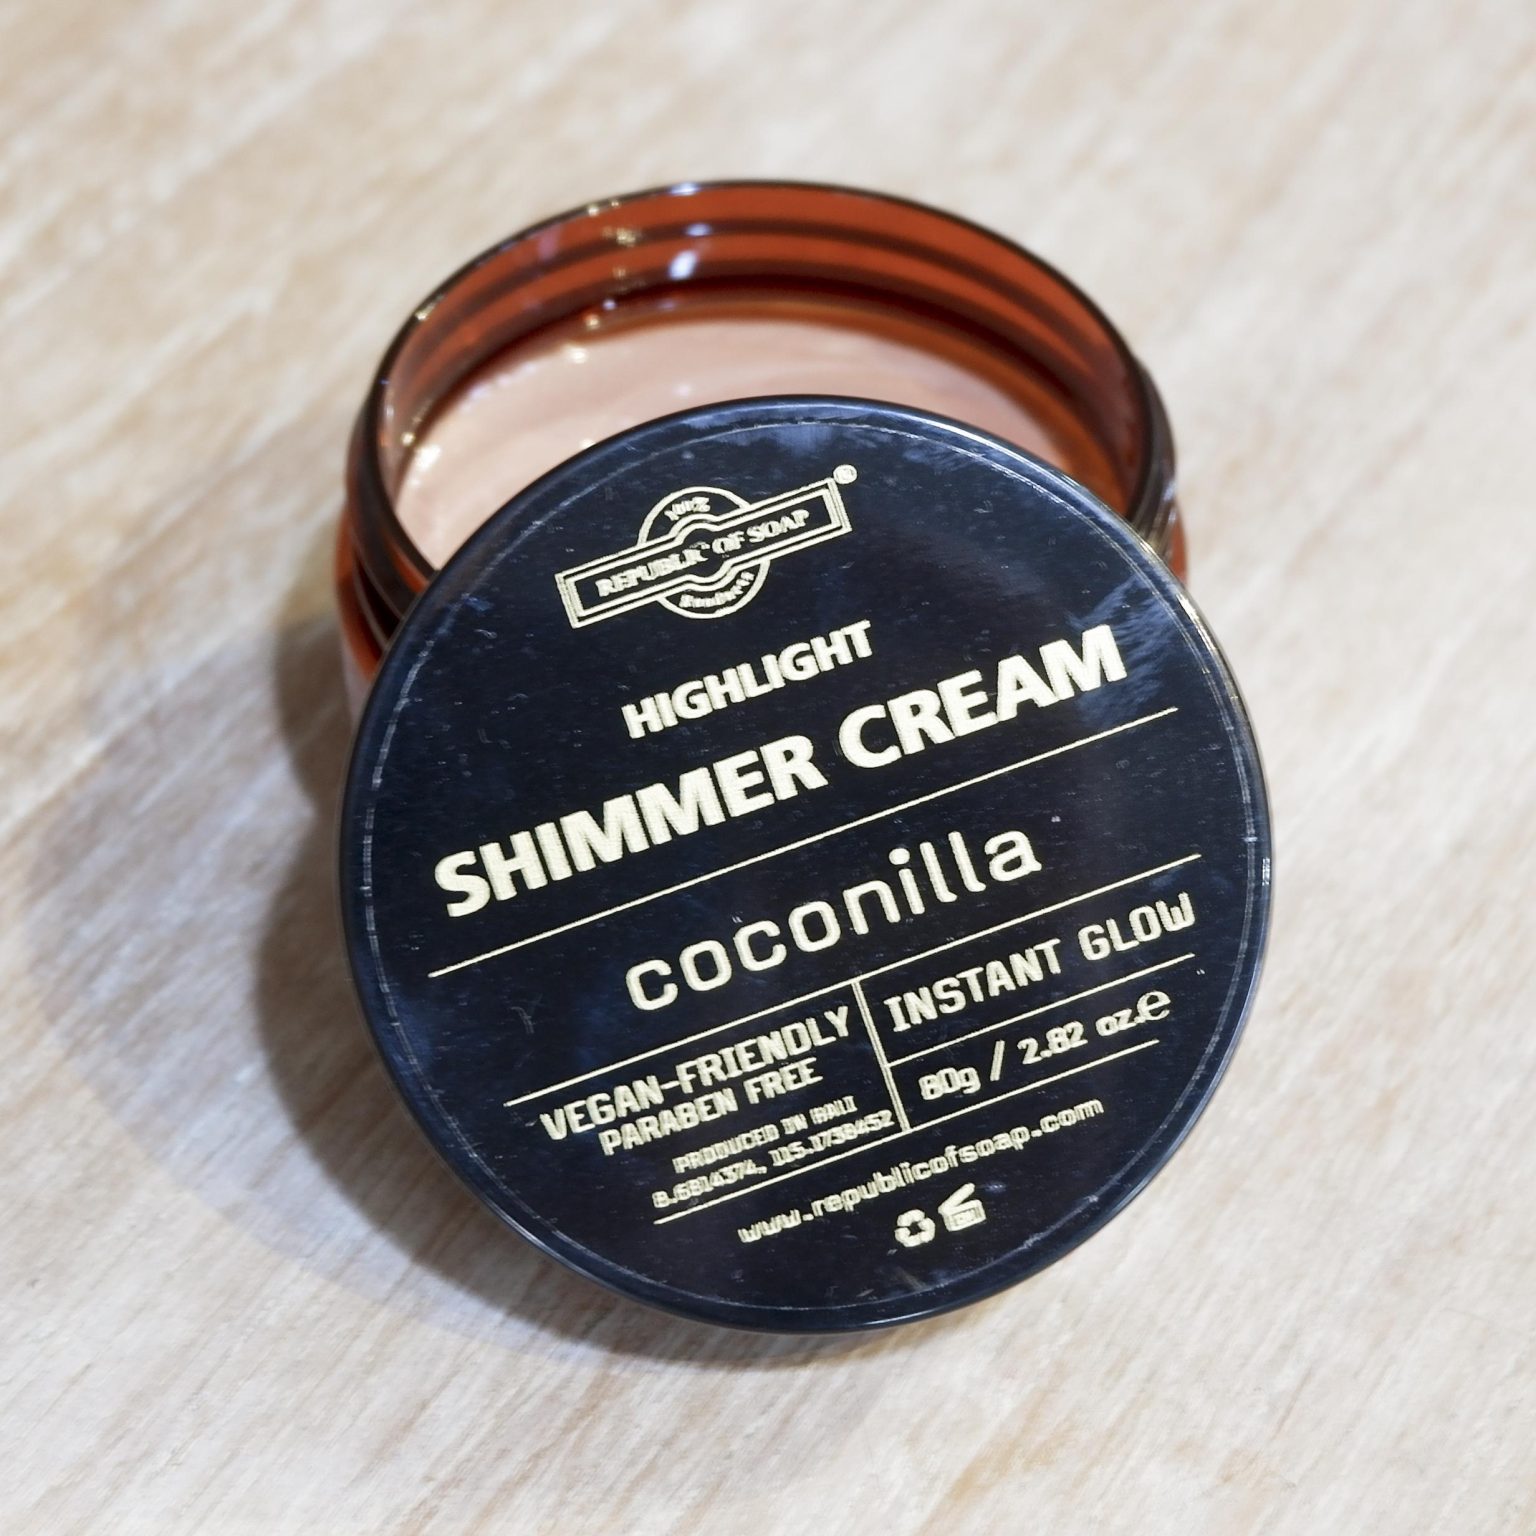 REPUBLIC OF SOAP
HIGHLIGHT
SHIMMER CREAM
coconilla
VEGAN-FRIENDLY
PARABEN FREE
PRODUCED IN BALI
INSTANT GLOW
80g / 2.82 oz.e
www.republicofsoap.com